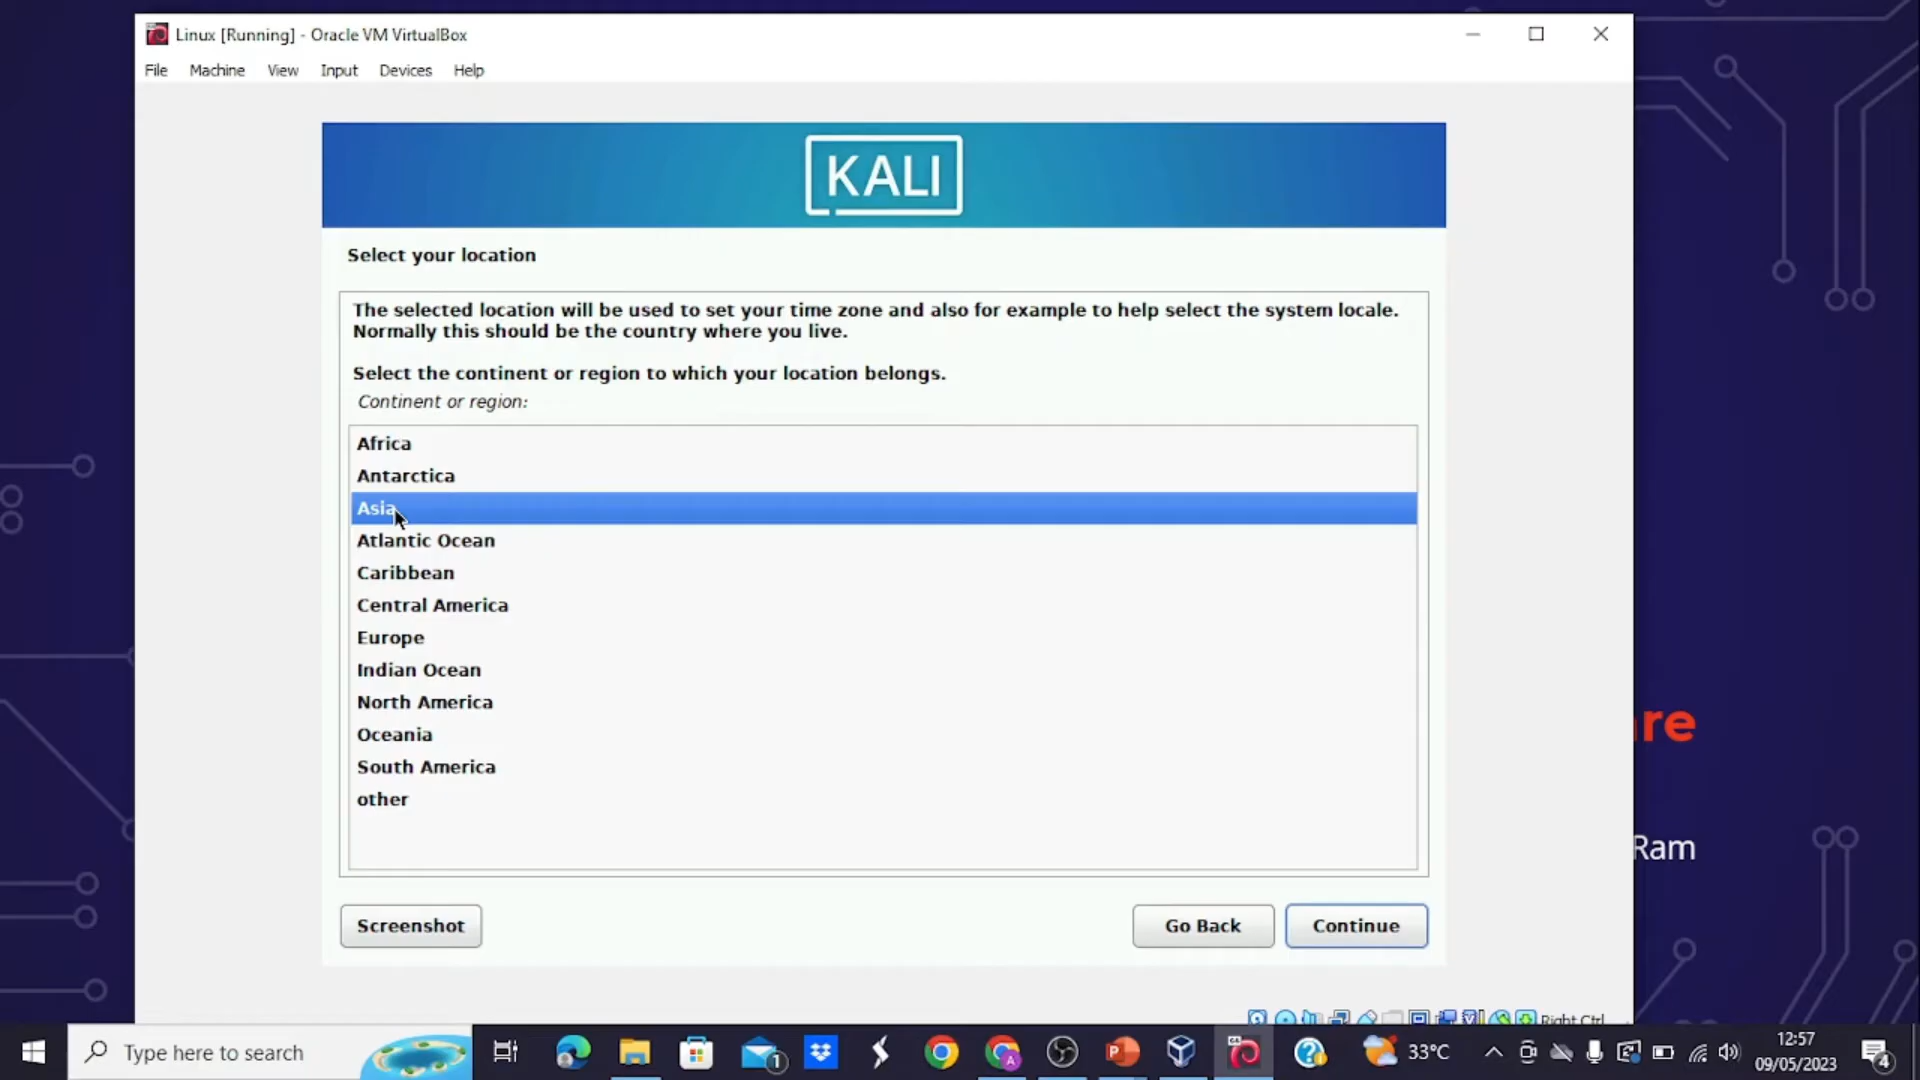 Linux [Running] - Oracle VM VirtualBox
File Machine View Input Devices Help
KALI
Select your location
The selected location will be used to set your time zone and also for example to help select the system locale.
Normally this should be the country where you live.
Select the continent or region to which your location belongs.
Continent or region:
Africa
Antarctica
Asia
Atlantic Ocean
Caribbean
Central America
Europe
Indian Ocean
North America
Oceania
South America
other
re
Ram
Screenshot Go Back Continue
Right Ctrl
Type here to search
1
33°C
12:57
09/05/2023
4